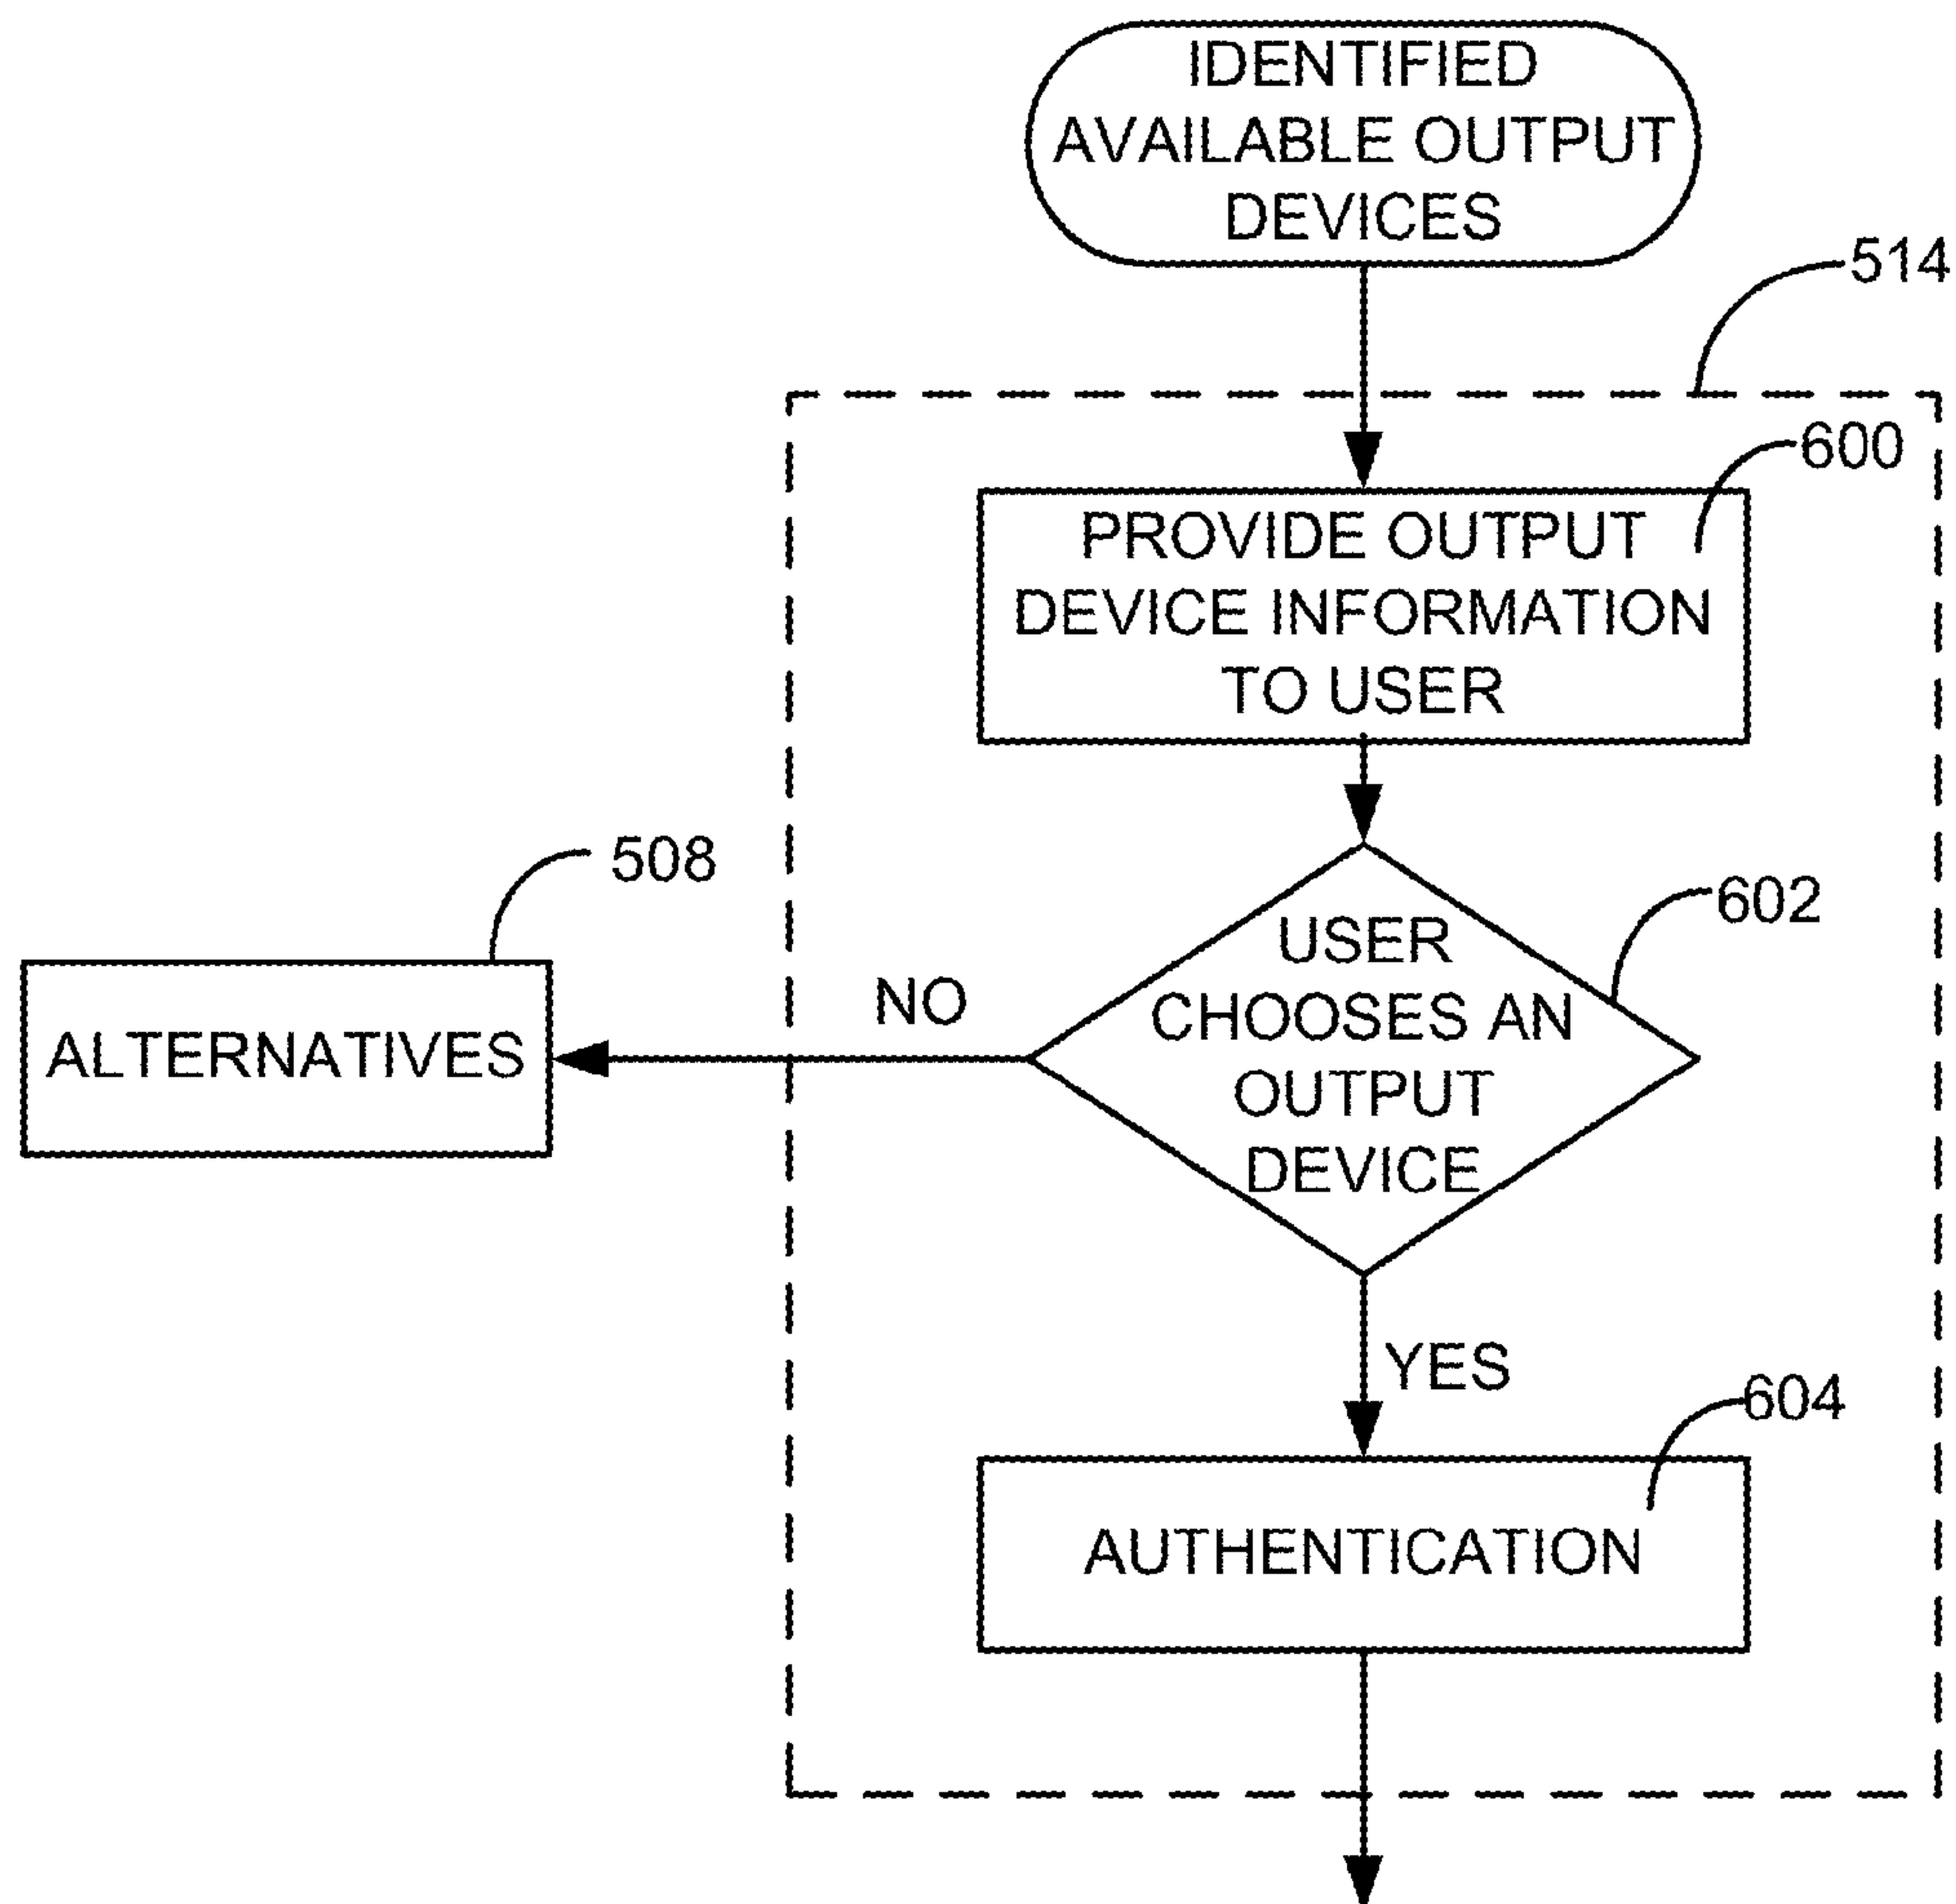 IDENTIFIED
AVAILABLE OUTPUT
DEVICES
514
600
PROVIDE OUTPUT
DEVICE INFORMATION
TO USER
508
602
USER
CHOOSES AN
OUTPUT
DEVICE
NO
ALTERNATIVES
YES
604
AUTHENTICATION